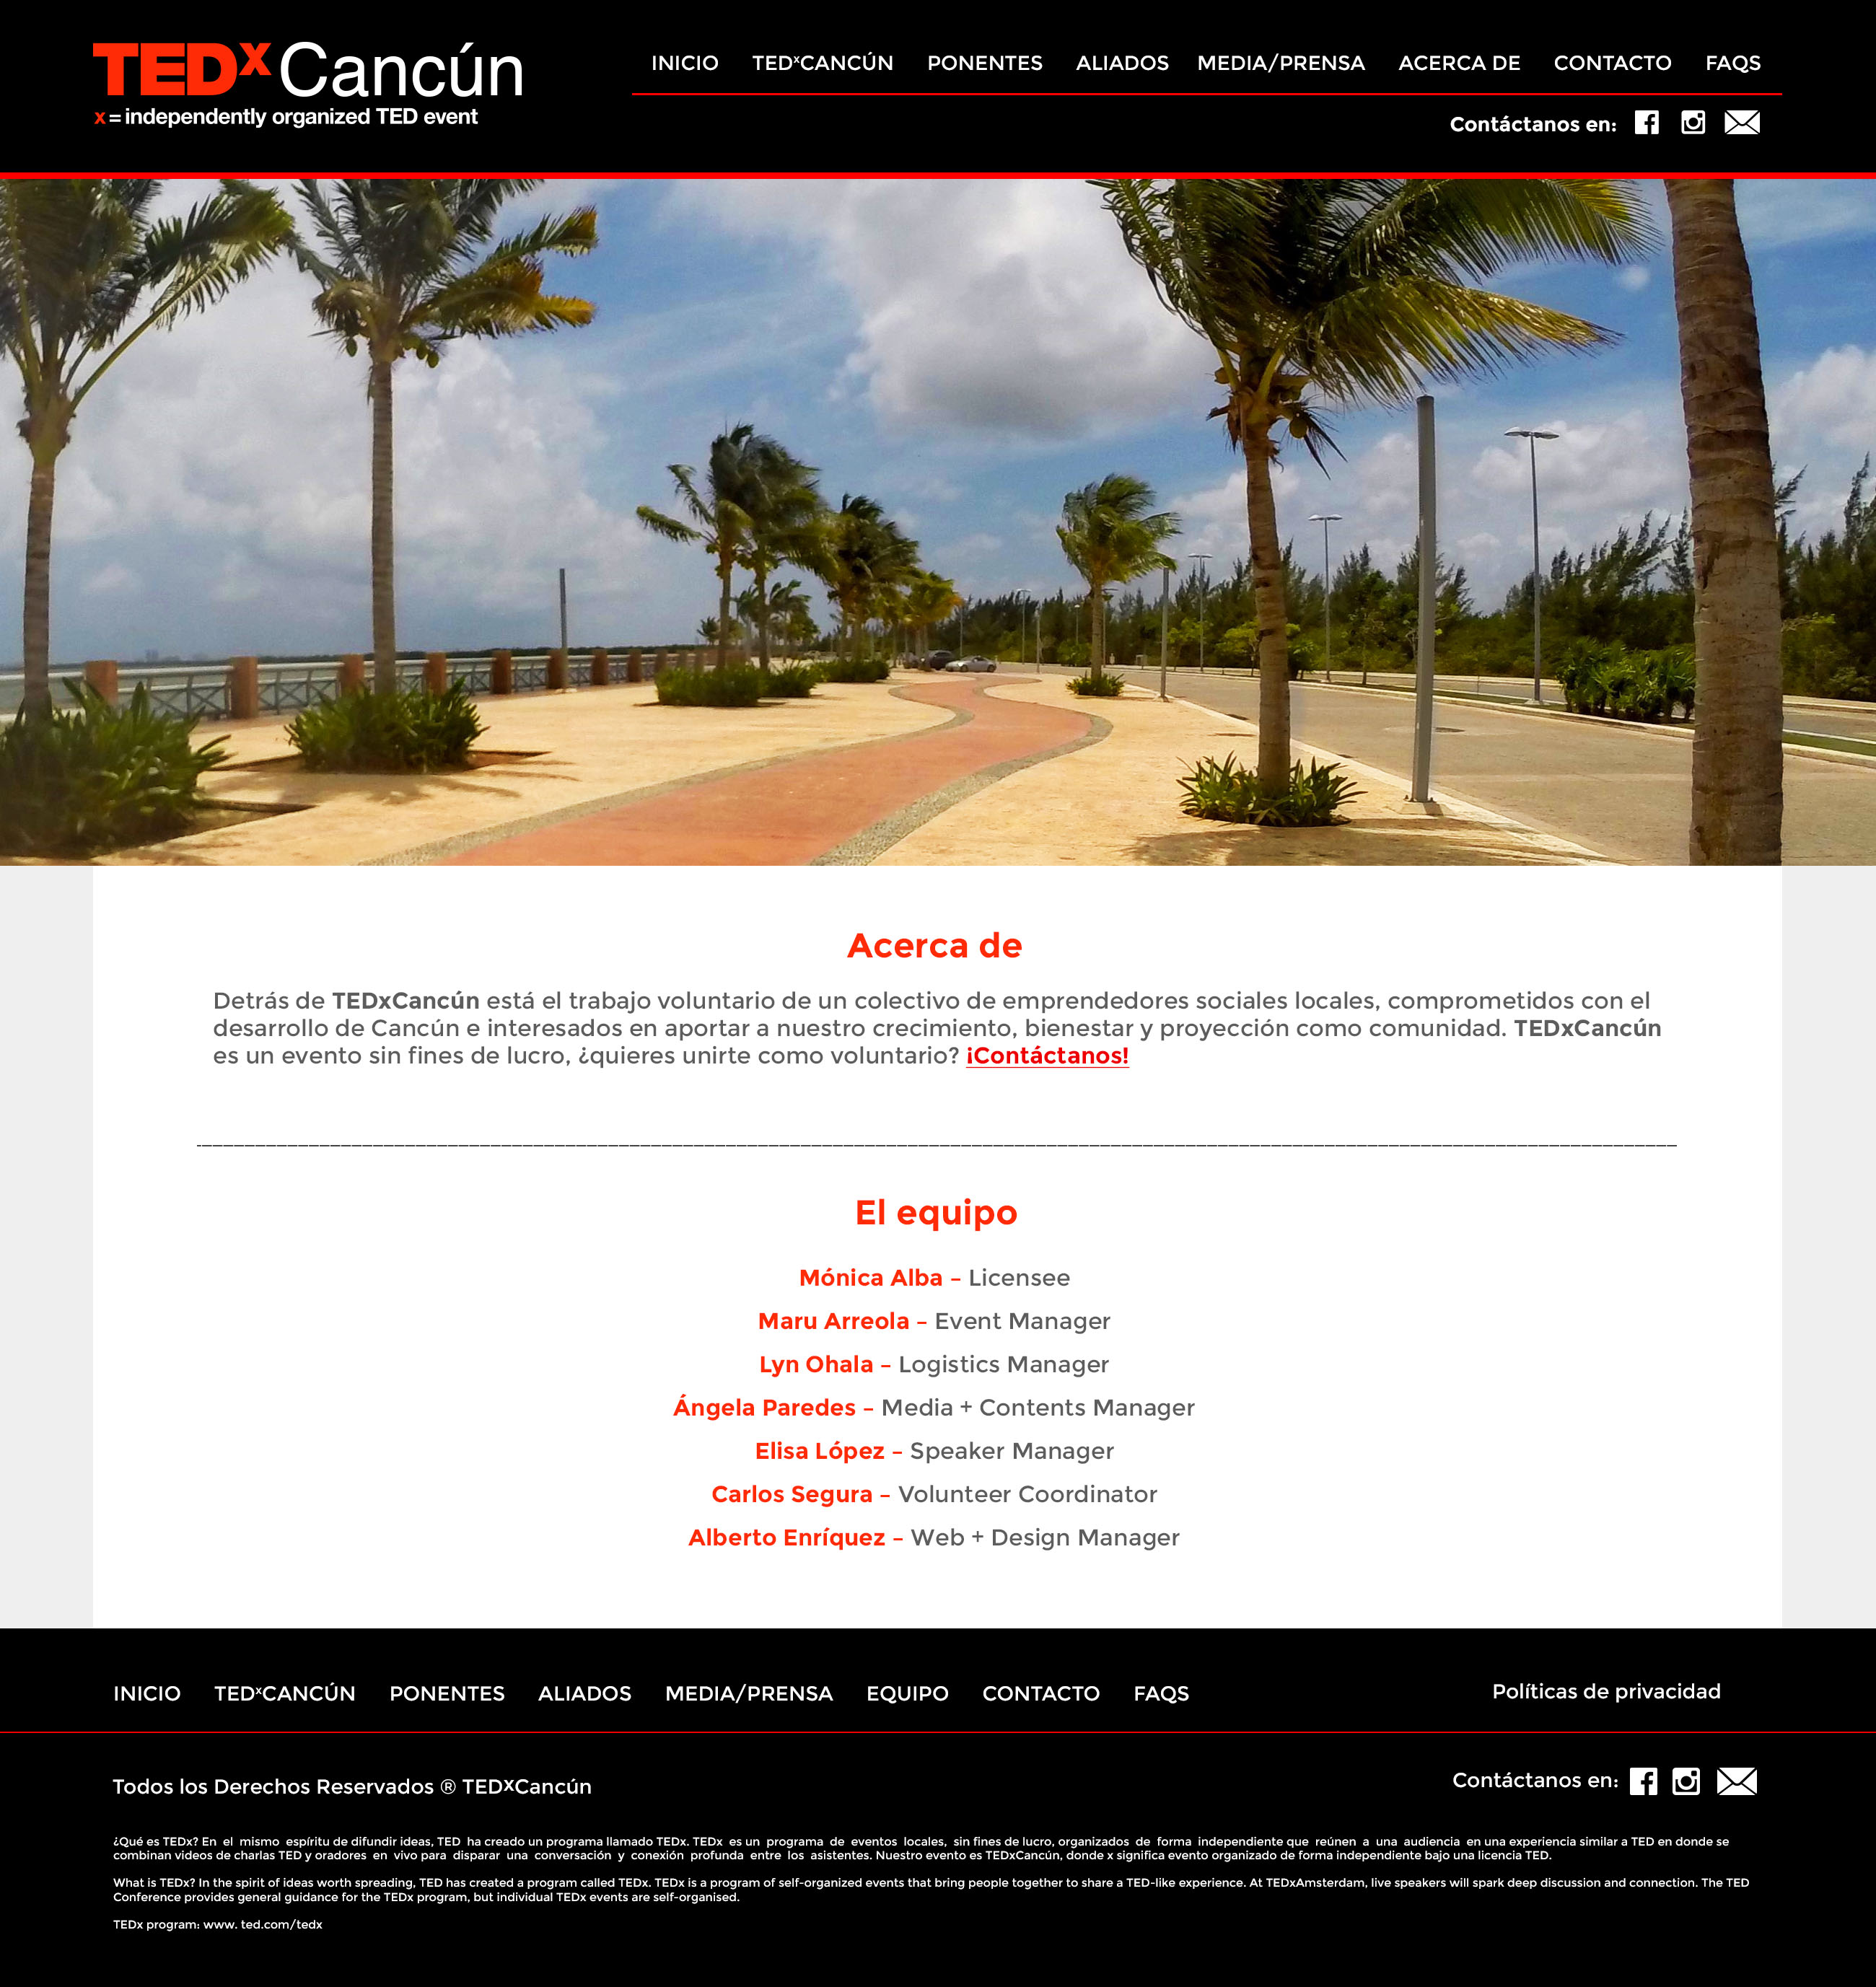 TEDxCancún
x = independently organized TED event
INICIO TEDxCANCÚN PONENTES ALIADOS MEDIA/PRENSA ACERCA DE CONTACTO FAQS
Contáctanos en:
Acerca de
Detrás de TEDxCancún está el trabajo voluntario de un colectivo de emprendedores sociales locales, comprometidos con el
desarrollo de Cancún e interesados en aportar a nuestro crecimiento, bienestar y proyección como comunidad. TEDxCancún
es un evento sin fines de lucro, ¿quieres unirte como voluntario? ¡Contáctanos!
El equipo
Mónica Alba – Licensee
Maru Arreola – Event Manager
Lyn Ohala – Logistics Manager
Ángela Paredes – Media + Contents Manager
Elisa López – Speaker Manager
Carlos Segura – Volunteer Coordinator
Alberto Enríquez – Web + Design Manager
INICIO TEDxCANCÚN PONENTES ALIADOS MEDIA/PRENSA EQUIPO CONTACTO FAQS
Políticas de privacidad
Todos los Derechos Reservados ® TEDxCancún
Contáctanos en:
¿Qué es TEDx? En el mismo espíritu de difundir ideas, TED ha creado un programa llamado TEDx. TEDx es un programa de eventos locales, sin fines de lucro, organizados de forma independiente que reúnen a una audiencia en una experiencia similar a TED en donde se
combinan videos de charlas TED y oradores en vivo para disparar una conversación y conexión profunda entre los asistentes. Nuestro evento es TEDxCancún, donde x significa evento organizado de forma independiente bajo una licencia TED.
What is TEDx? In the spirit of ideas worth spreading, TED has created a program called TEDx. TEDx is a program of self-organized events that bring people together to share a TED-like experience. At TEDxAmsterdam, live speakers will spark deep discussion and connection. The TED
Conference provides general guidance for the TEDx program, but individual TEDx events are self-organised.
TEDx program: www. ted.com/tedx